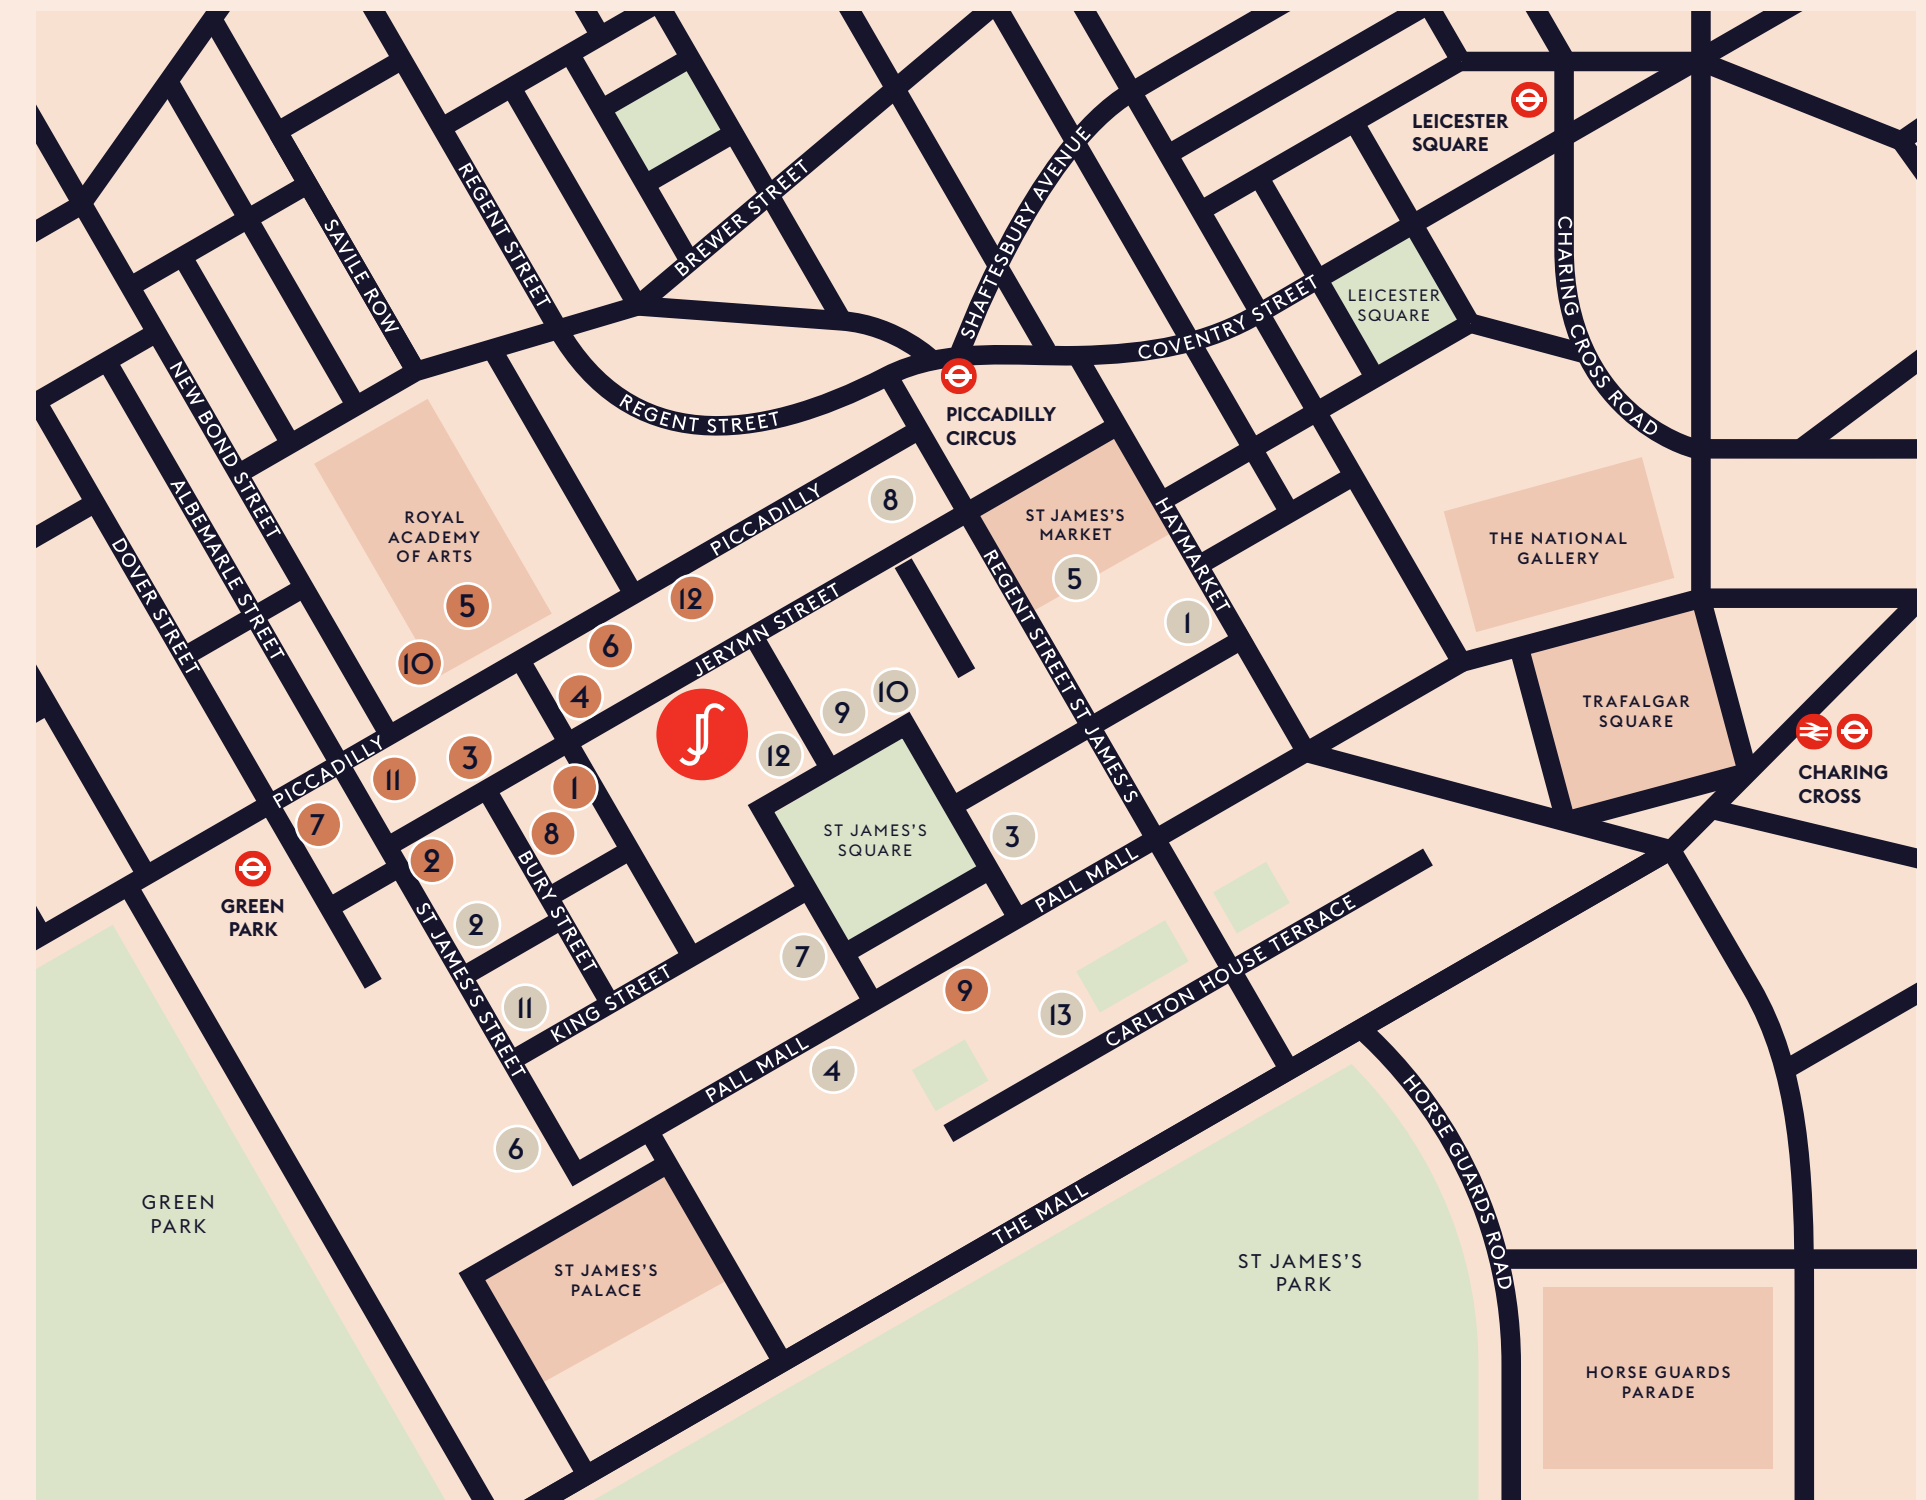 LEICESTER
SQUARE
REGENT STREET
BREWER STREET
SHAFTESBURY AVENUE
SAVILE ROW
CHARING CROSS ROAD
LEICESTER
SQUARE
COVENTRY STREET
NEW BOND STREET
REGENT STREET
PICCADILLY
CIRCUS
ALBEMARLE STREET
DOVER STREET
ROYAL
ACADEMY
OF ARTS
PICCADILLY
8
ST JAMES'S
MARKET
HAYMARKET
THE NATIONAL
GALLERY
5
5
12
JERYMN STREET
REGENT STREET ST JAMES'S
1
6
10
4
9
10
TRAFALGAR
SQUARE
JS
12
PICCADILLY
3
11
1
CHARING
CROSS
7
8
2
ST JAMES'S
SQUARE
3
GREEN
PARK
BURY STREET
PALL MALL
2
ST JAMES'S STREET
7
CARLTON HOUSE TERRACE
9
11
KING STREET
13
PALL MALL
4
HORSE GUARDS ROAD
6
GREEN
PARK
THE MALL
ST JAMES'S
PALACE
ST JAMES'S
PARK
HORSE GUARDS
PARADE